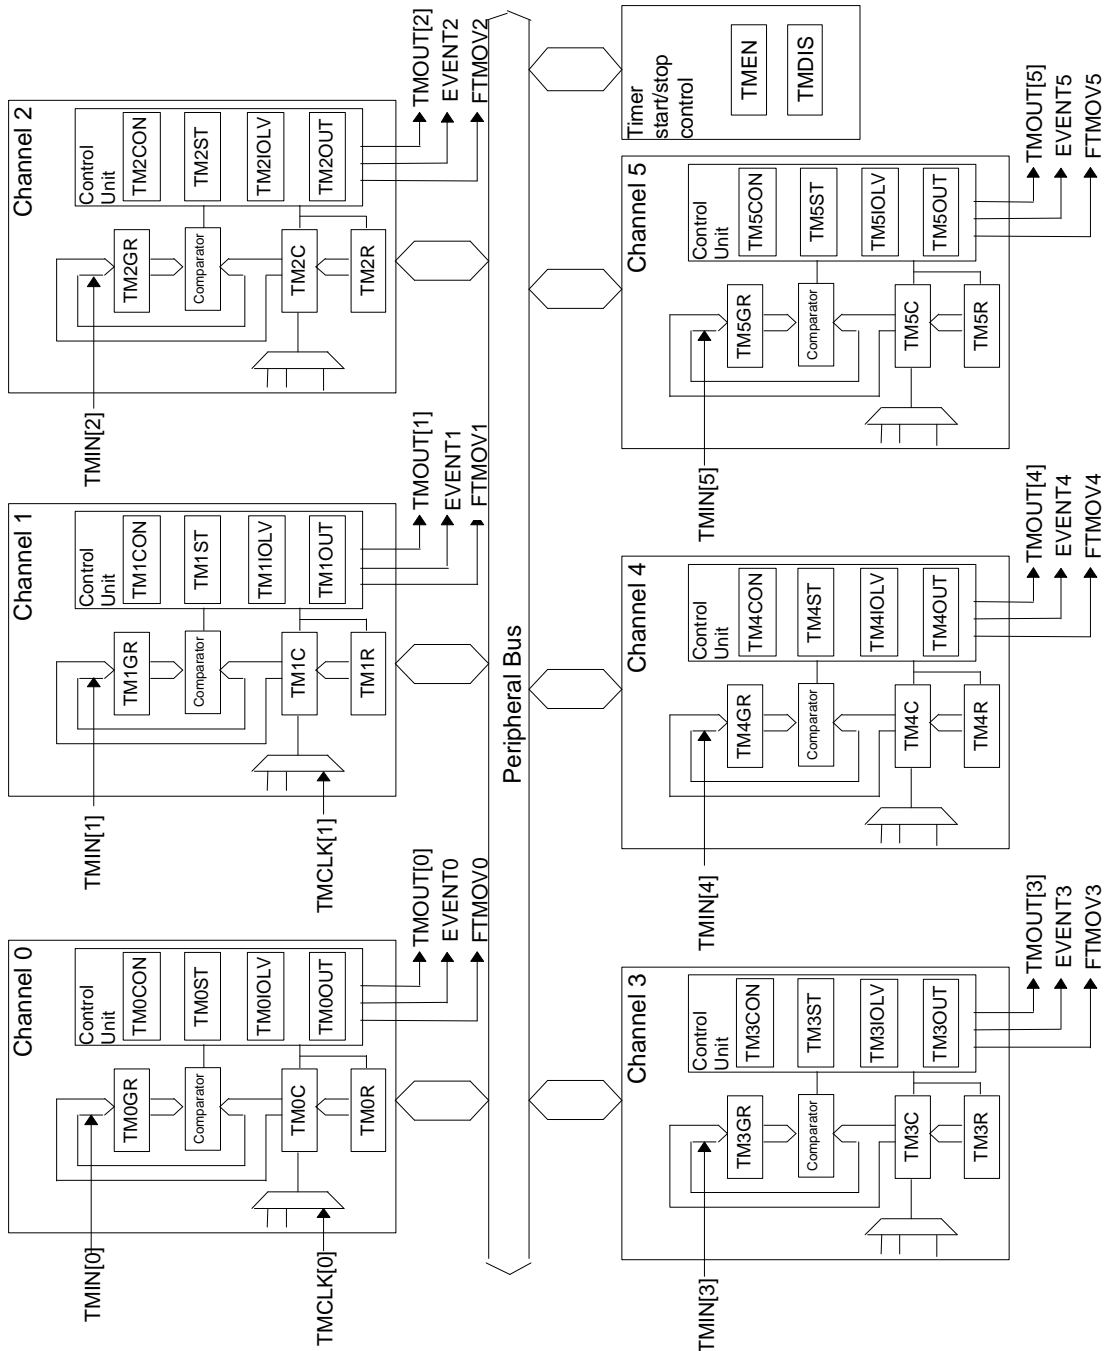 Channel 0
Control
Unit
TM0CON
TM0ST
TM0IOLV
TM0OUT
TM0GR
Comparator
TM0C
TM0R
TMIN[0]
TMCLK[0]
TMOUT[0]
EVENT0
FTMOV0
Channel 1
Control
Unit
TM1CON
TM1ST
TM1IOLV
TM1OUT
TM1GR
Comparator
TM1C
TM1R
TMIN[1]
TMCLK[1]
TMOUT[1]
EVENT1
FTMOV1
Channel 2
Control
Unit
TM2CON
TM2ST
TM2IOLV
TM2OUT
TM2GR
Comparator
TM2C
TM2R
TMIN[2]
TMOUT[2]
EVENT2
FTMOV2
Peripheral Bus
Channel 3
Control
Unit
TM3CON
TM3ST
TM3IOLV
TM3OUT
TM3GR
Comparator
TM3C
TM3R
TMIN[3]
TMOUT[3]
EVENT3
FTMOV3
Channel 4
Control
Unit
TM4CON
TM4ST
TM4IOLV
TM4OUT
TM4GR
Comparator
TM4C
TM4R
TMIN[4]
TMOUT[4]
EVENT4
FTMOV4
Channel 5
Control
Unit
TM5CON
TM5ST
TM5IOLV
TM5OUT
TM5GR
Comparator
TM5C
TM5R
TMIN[5]
TMOUT[5]
EVENT5
FTMOV5
Timer
start/stop
control
TMEN
TMDIS